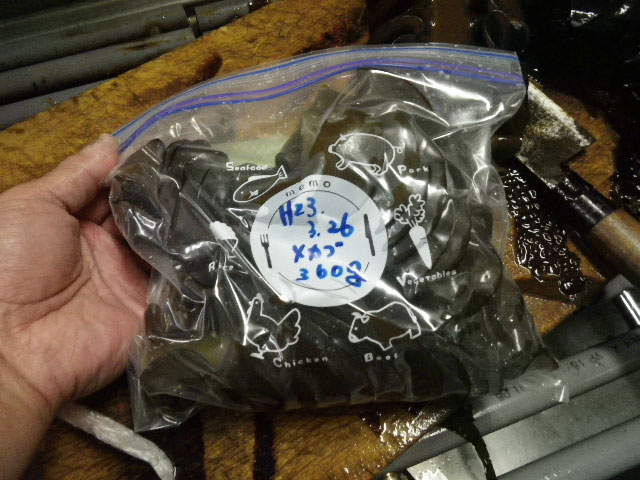 Seafood
Pork
memo
H23.
3.26
メカブ
360g
Rice
Vegetables
Chicken
Beef